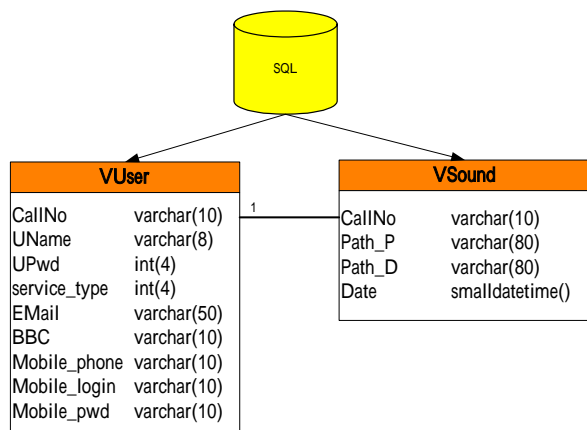 SQL
VUser
CallNo varchar(10)
UName varchar(8)
UPwd int(4)
service_type int(4)
EMail varchar(50)
BBC varchar(10)
Mobile_phone varchar(10)
Mobile_login varchar(10)
Mobile_pwd varchar(10)
1
VSound
CallNo varchar(10)
Path_P varchar(80)
Path_D varchar(80)
Date smalldatetime()